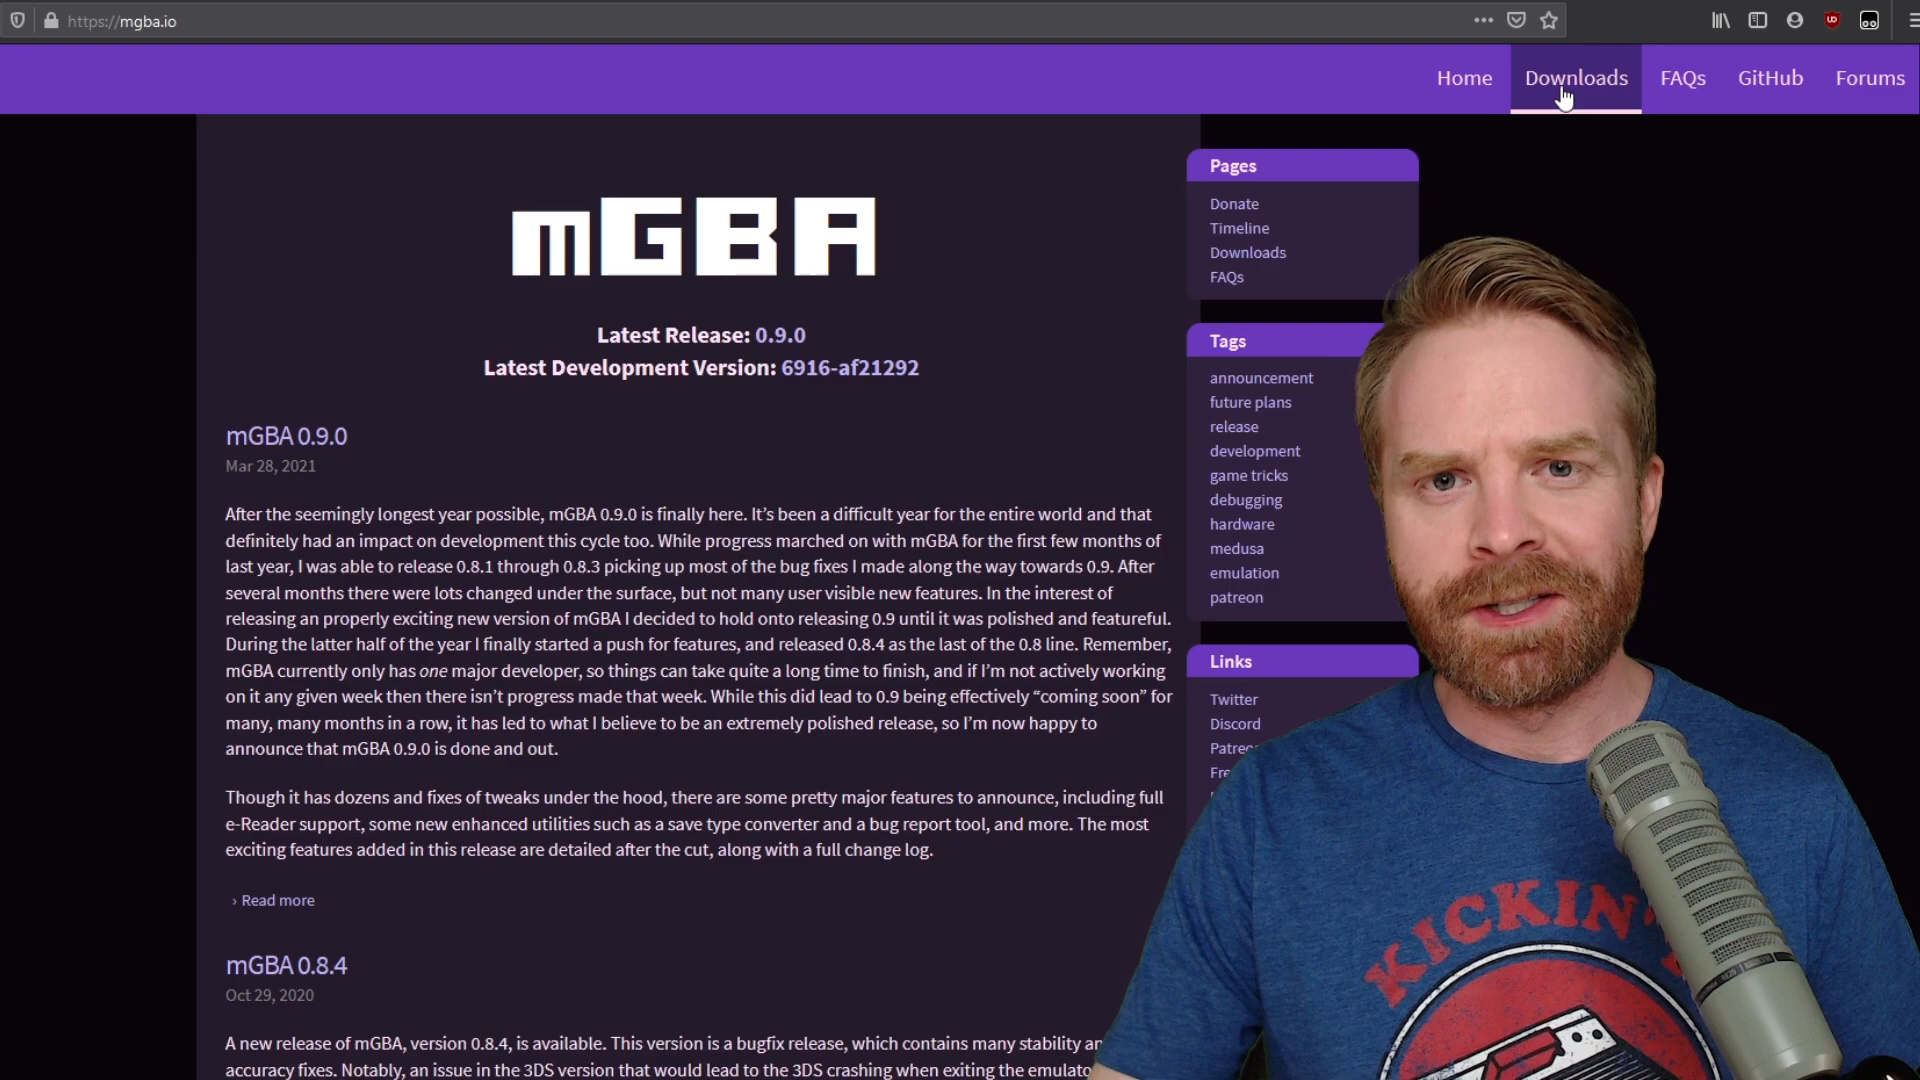 https://mgba.io
Home
Downloads
FAQs
GitHub
Forums
mGBA
Latest Release: 0.9.0
Latest Development Version: 6916-af21292
mGBA 0.9.0
Mar 28, 2021
After the seemingly longest year possible, mGBA 0.9.0 is finally here. It’s been a difficult year for the entire world and that
definitely had an impact on development this cycle too. While progress marched on with mGBA for the first few months of
last year, I was able to release 0.8.1 through 0.8.3 picking up most of the bug fixes I made along the way towards 0.9. After
several months there were lots changed under the surface, but not many user visible new features. In the interest of
releasing an properly exciting new version of mGBA I decided to hold onto releasing 0.9 until it was polished and featureful.
During the latter half of the year I finally started a push for features, and released 0.8.4 as the last of the 0.8 line. Remember,
mGBA currently only has one major developer, so things can take quite a long time to finish, and if I’m not actively working
on it any given week then there isn’t progress made that week. While this did lead to 0.9 being effectively “coming soon” for
many, many months in a row, it has led to what I believe to be an extremely polished release, so I’m now happy to
announce that mGBA 0.9.0 is done and out.
Though it has dozens and fixes of tweaks under the hood, there are some pretty major features to announce, including full
e-Reader support, some new enhanced utilities such as a save type converter and a bug report tool, and more. The most
exciting features added in this release are detailed after the cut, along with a full change log.
› Read more
mGBA 0.8.4
Oct 29, 2020
A new release of mGBA, version 0.8.4, is available. This version is a bugfix release, which contains many stability
accuracy fixes. Notably, an issue in the 3DS version that would lead to the 3DS crashing when exiting the
Pages
Donate
Timeline
Downloads
FAQs
Tags
announcement
future plans
release
development
game tricks
debugging
hardware
medusa
emulation
patreon
Links
Twitter
Discord
KICKIN'